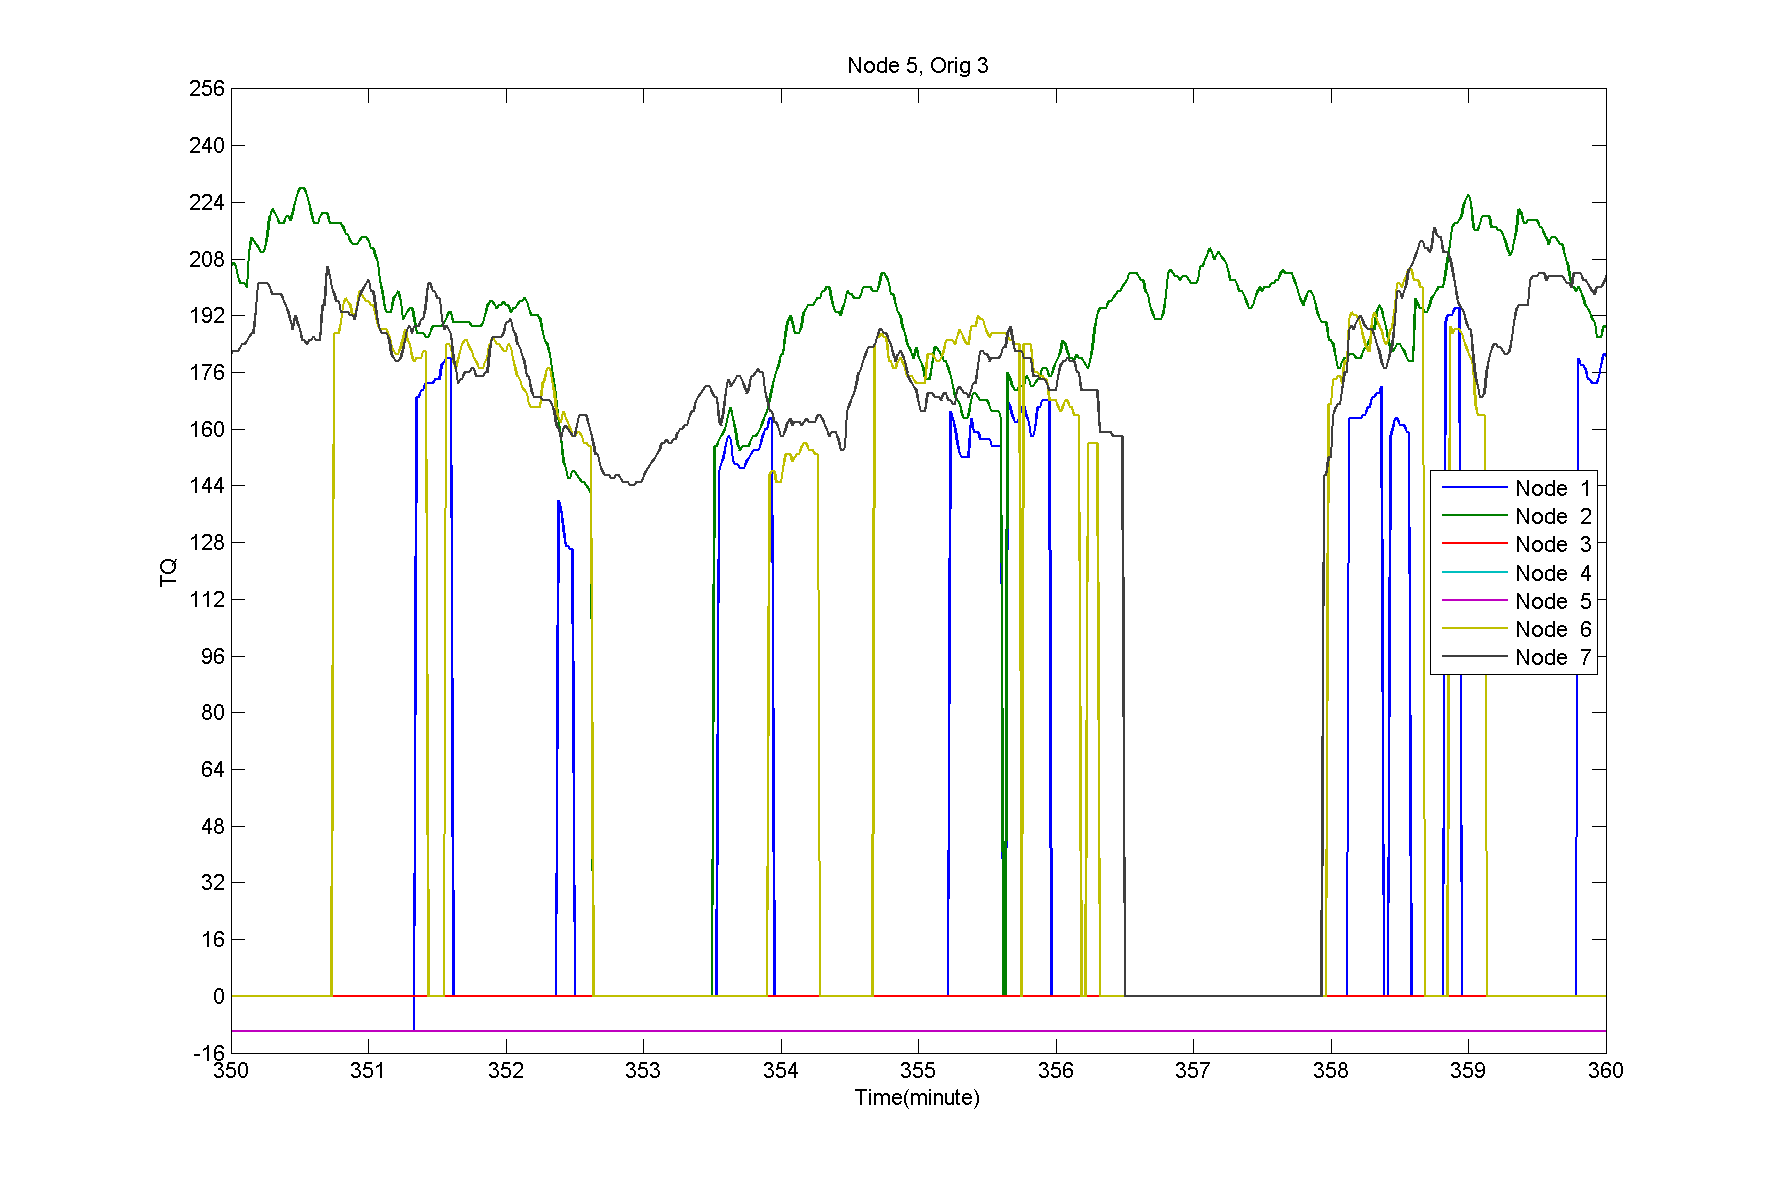 Node 5, Orig 3
256
240
224
208
192
176
160
144
128
112
96
80
64
48
32
16
0
-16
TQ
350 351 352 353 354 355 356 357 358 359 360
Time(minute)
Node 1
Node 2
Node 3
Node 4
Node 5
Node 6
Node 7